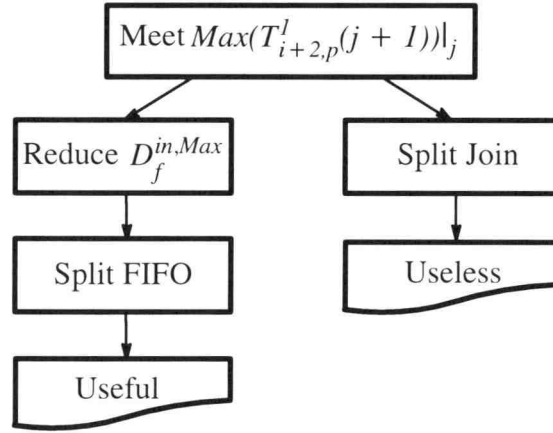 Meet Max(T^1_{i+2,p}(j + 1))|_j
Reduce D_f^{in,Max}
Split Join
Split FIFO
Useless
Useful